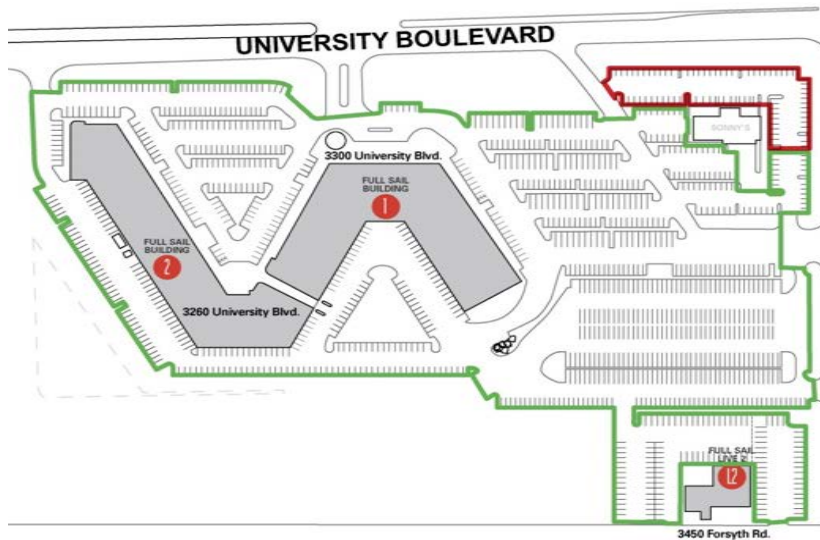 UNIVERSITY BOULEVARD
SONNY'S
3300 University Blvd.
FULL SAIL
BUILDING
1
FULL SAIL
BUILDING
2
3260 University Blvd.
FULL SAIL
LIVE 2
L2
3450 Forsyth Rd.